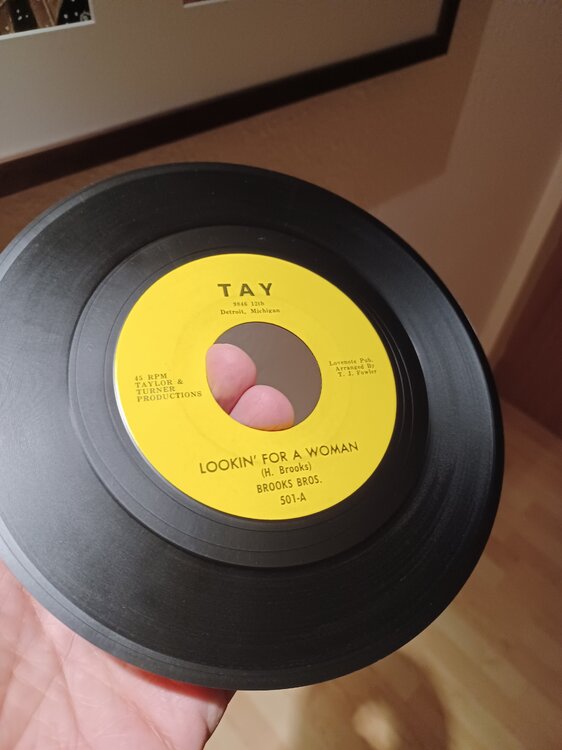 TAY
9846 12th
Detroit, Michigan
45 RPM
TAYLOR &
TURNER
PRODUCTIONS
Lovenote Pub.
Arranged By
T. J. Fowler
LOOKIN' FOR A WOMAN
(H. Brooks)
BROOKS BROS.
501-A